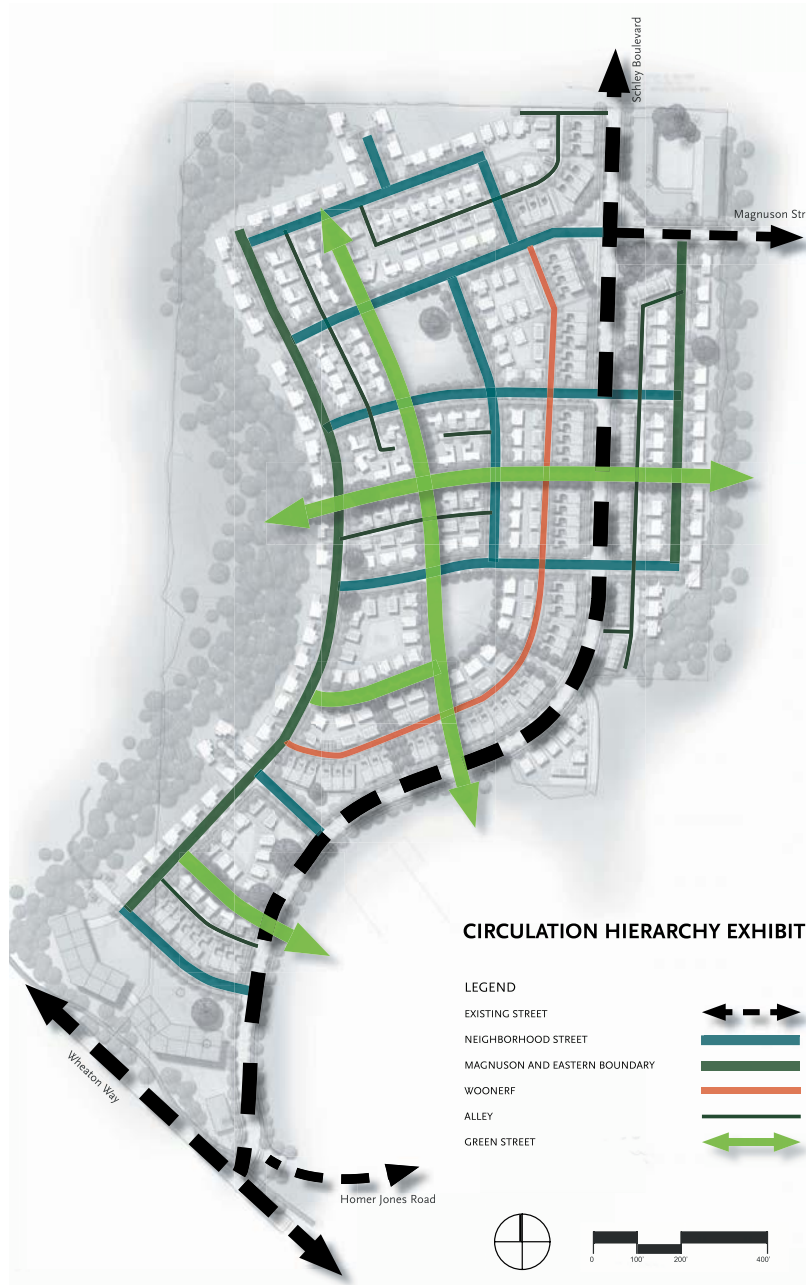 Schley Boulevard
Magnuson Str
CIRCULATION HIERARCHY EXHIBIT
LEGEND
EXISTING STREET
NEIGHBORHOOD STREET
MAGNUSON AND EASTERN BOUNDARY
WOONERF
ALLEY
GREEN STREET
Wheaton Way
Homer Jones Road
0 100' 200' 400'